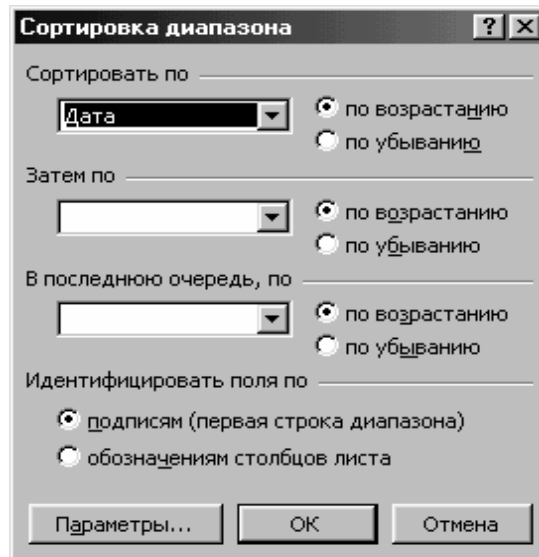 Сортировка диапазона
Сортировать по
Дата
по возрастанию
по убыванию
Затем по
по возрастанию
по убыванию
В последнюю очередь, по
по возрастанию
по убыванию
Идентифицировать поля по
подписям (первая строка диапазона)
обозначениям столбцов листа
Параметры... ОК Отмена